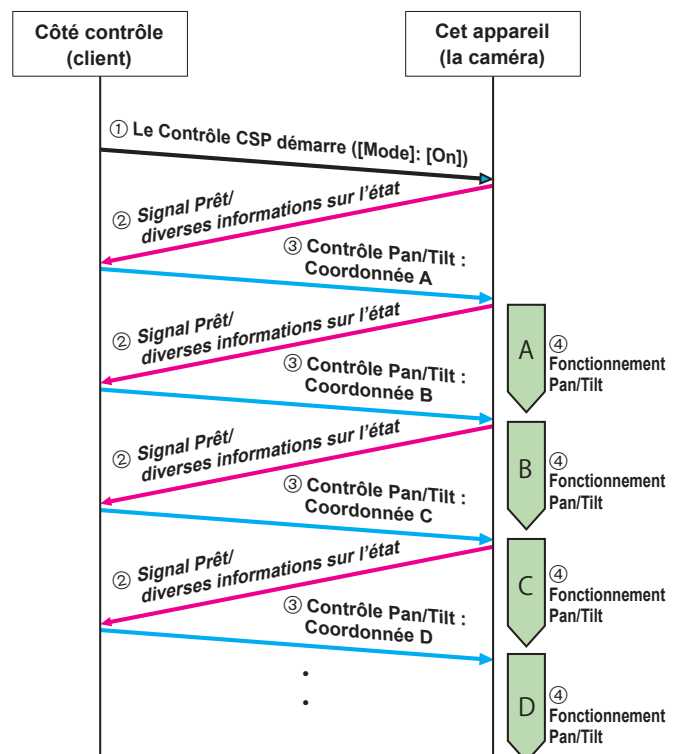 Côté contrôle
(client)
Cet appareil
(la caméra)
① Le Contrôle CSP démarre ([Mode]: [On])
② Signal Prêt/
diverses informations sur l'état
③ Contrôle Pan/Tilt :
Coordonnée A
② Signal Prêt/
diverses informations sur l'état
A
④
Fonctionnement
Pan/Tilt
③ Contrôle Pan/Tilt :
Coordonnée B
② Signal Prêt/
diverses informations sur l'état
B
④
Fonctionnement
Pan/Tilt
③ Contrôle Pan/Tilt :
Coordonnée C
② Signal Prêt/
diverses informations sur l'état
C
④
Fonctionnement
Pan/Tilt
③ Contrôle Pan/Tilt :
Coordonnée D
D
④
Fonctionnement
Pan/Tilt